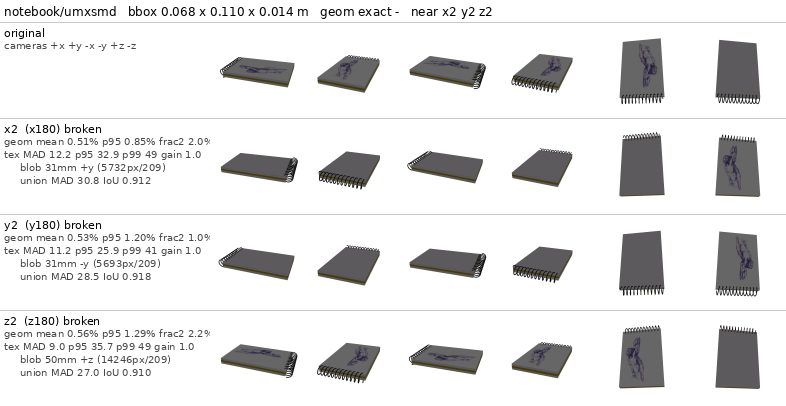 notebook/umxsmd bbox 0.068 x 0.110 x 0.014 m geom exact - near x2 y2 z2
original
cameras +x +y -x -y +z -z
x2 (x180) broken
geom mean 0.51% p95 0.85% frac2 2.0%
tex MAD 12.2 p95 32.9 p99 49 gain 1.0
blob 31mm +y (5732px/209)
union MAD 30.8 IoU 0.912
y2 (y180) broken
geom mean 0.53% p95 1.20% frac2 1.0%
tex MAD 11.2 p95 25.9 p99 41 gain 1.0
blob 31mm -y (5693px/209)
union MAD 28.5 IoU 0.918
z2 (z180) broken
geom mean 0.56% p95 1.29% frac2 2.2%
tex MAD 9.0 p95 35.7 p99 49 gain 1.0
blob 50mm +z (14246px/209)
union MAD 27.0 IoU 0.910